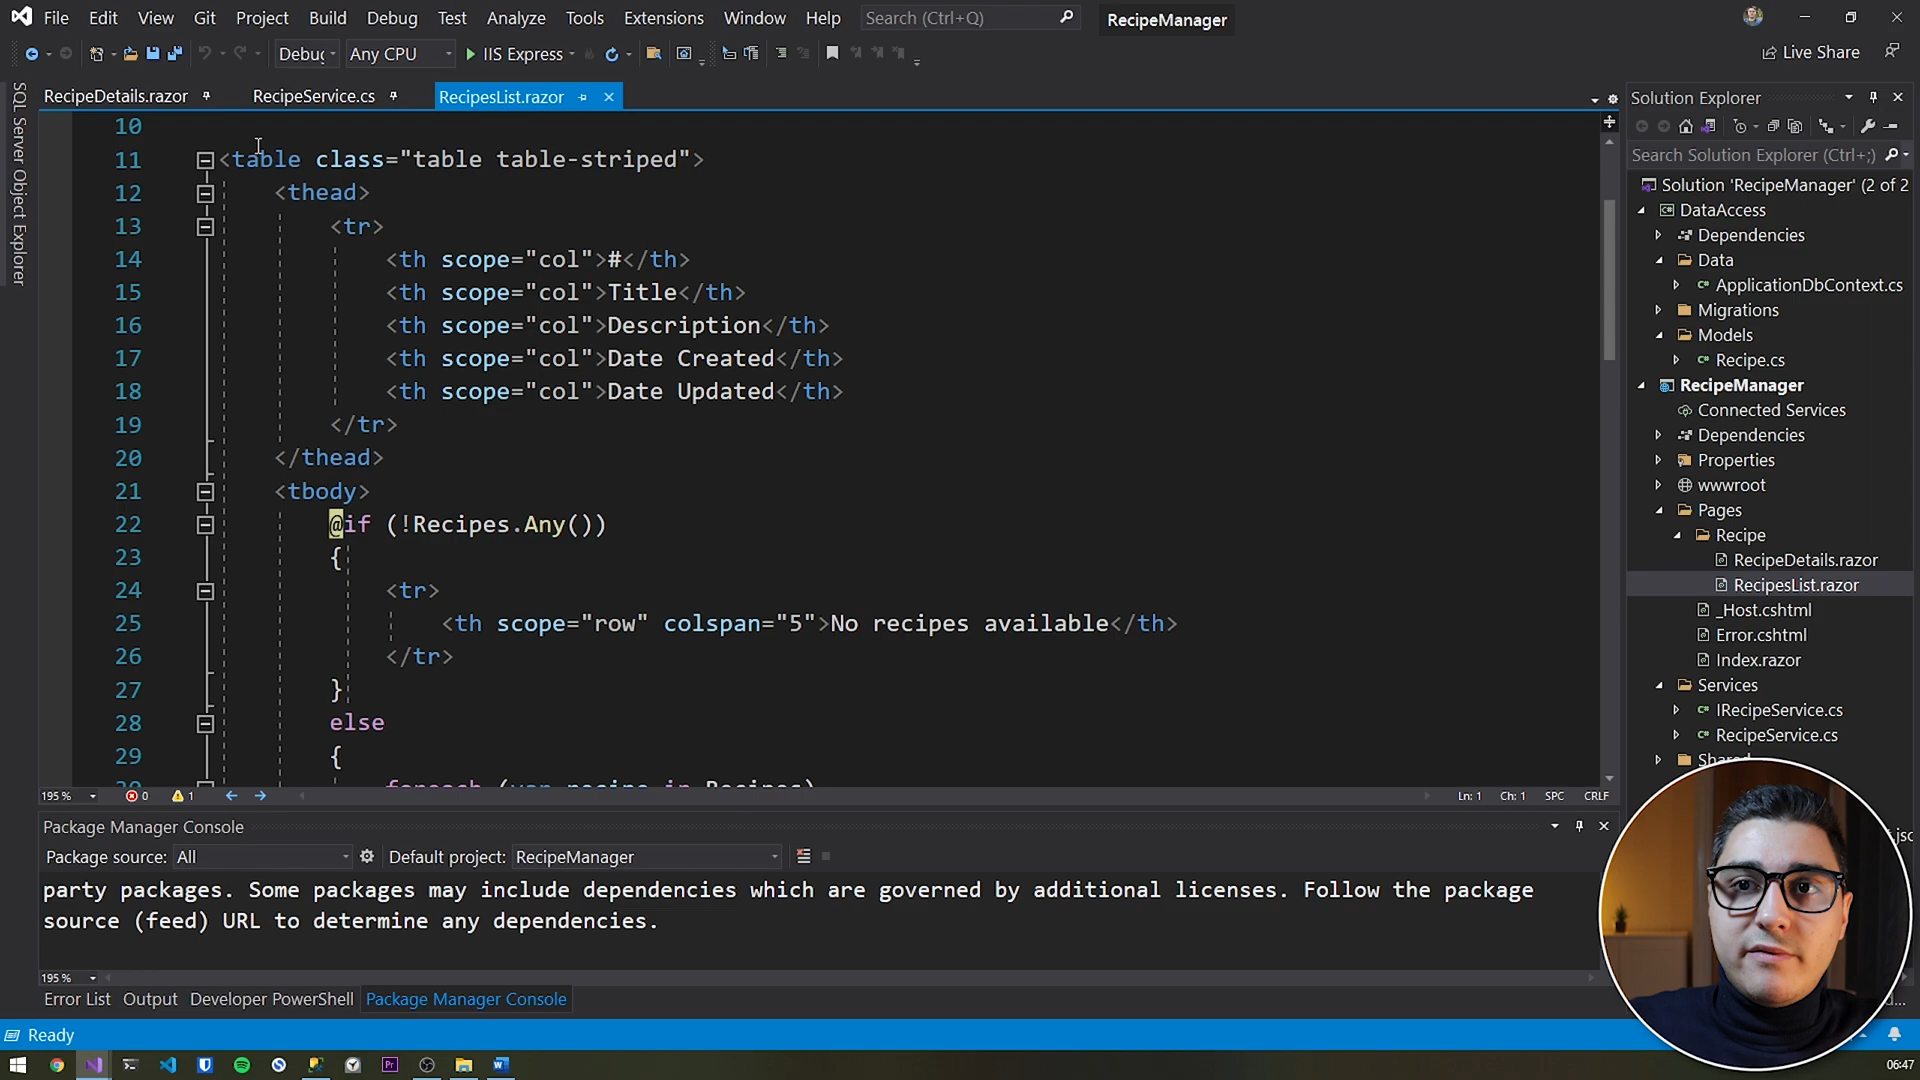 File Edit View Git Project Build Debug Test Analyze Tools Extensions Window Help Search (Ctrl+Q) RecipeManager
Debug Any CPU IIS Express Live Share
SQL Server Object Explorer
RecipeDetails.razor RecipeService.cs RecipesList.razor
10
11 <table class="table table-striped">
12 <thead>
13 <tr>
14 <th scope="col">#</th>
15 <th scope="col">Title</th>
16 <th scope="col">Description</th>
17 <th scope="col">Date Created</th>
18 <th scope="col">Date Updated</th>
19 </tr>
20 </thead>
21 <tbody>
22 @if (!Recipes.Any())
23 {
24 <tr>
25 <th scope="row" colspan="5">No recipes available</th>
26 </tr>
27 }
28 else
29 {
30 foreach (var recipe in Recipes)
195 % 0 1 Ln: 1 Ch: 1 SPC CRLF
Solution Explorer
Search Solution Explorer (Ctrl+;)
Solution 'RecipeManager' (2 of 2
DataAccess
Dependencies
Data
ApplicationDbContext.cs
Migrations
Models
Recipe.cs
RecipeManager
Connected Services
Dependencies
Properties
wwwroot
Pages
Recipe
RecipeDetails.razor
RecipesList.razor
_Host.cshtml
Error.cshtml
Index.razor
Services
IRecipeService.cs
RecipeService.cs
Package Manager Console
Package source: All Default project: RecipeManager
party packages. Some packages may include dependencies which are governed by additional licenses. Follow the package
source (feed) URL to determine any dependencies.
195 %
Error List Output Developer PowerShell Package Manager Console
Ready
06:47